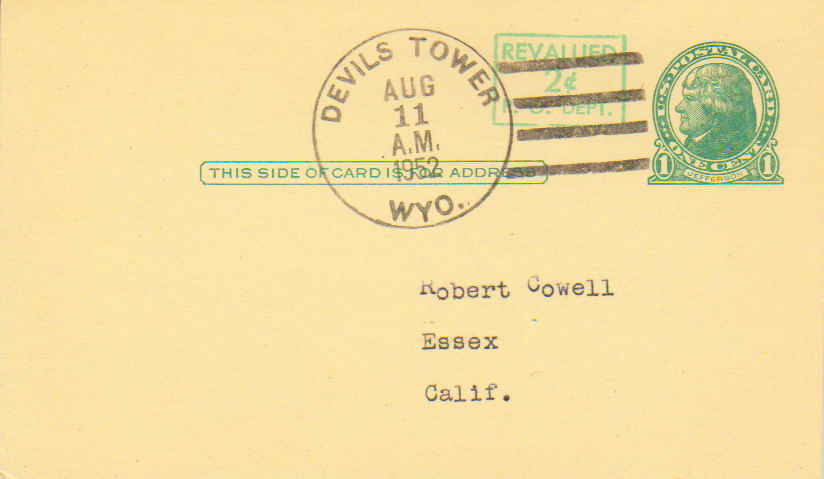 DEVILS TOWER
AUG
11
A.M.
1952
WYO.
REVALUED
2¢
P. O. DEPT.
U.S. POSTAL CARD
1 ONE CENT 1
JEFFERSON
THIS SIDE OF CARD IS FOR ADDRESS
Robert Cowell
Essex
Calif.